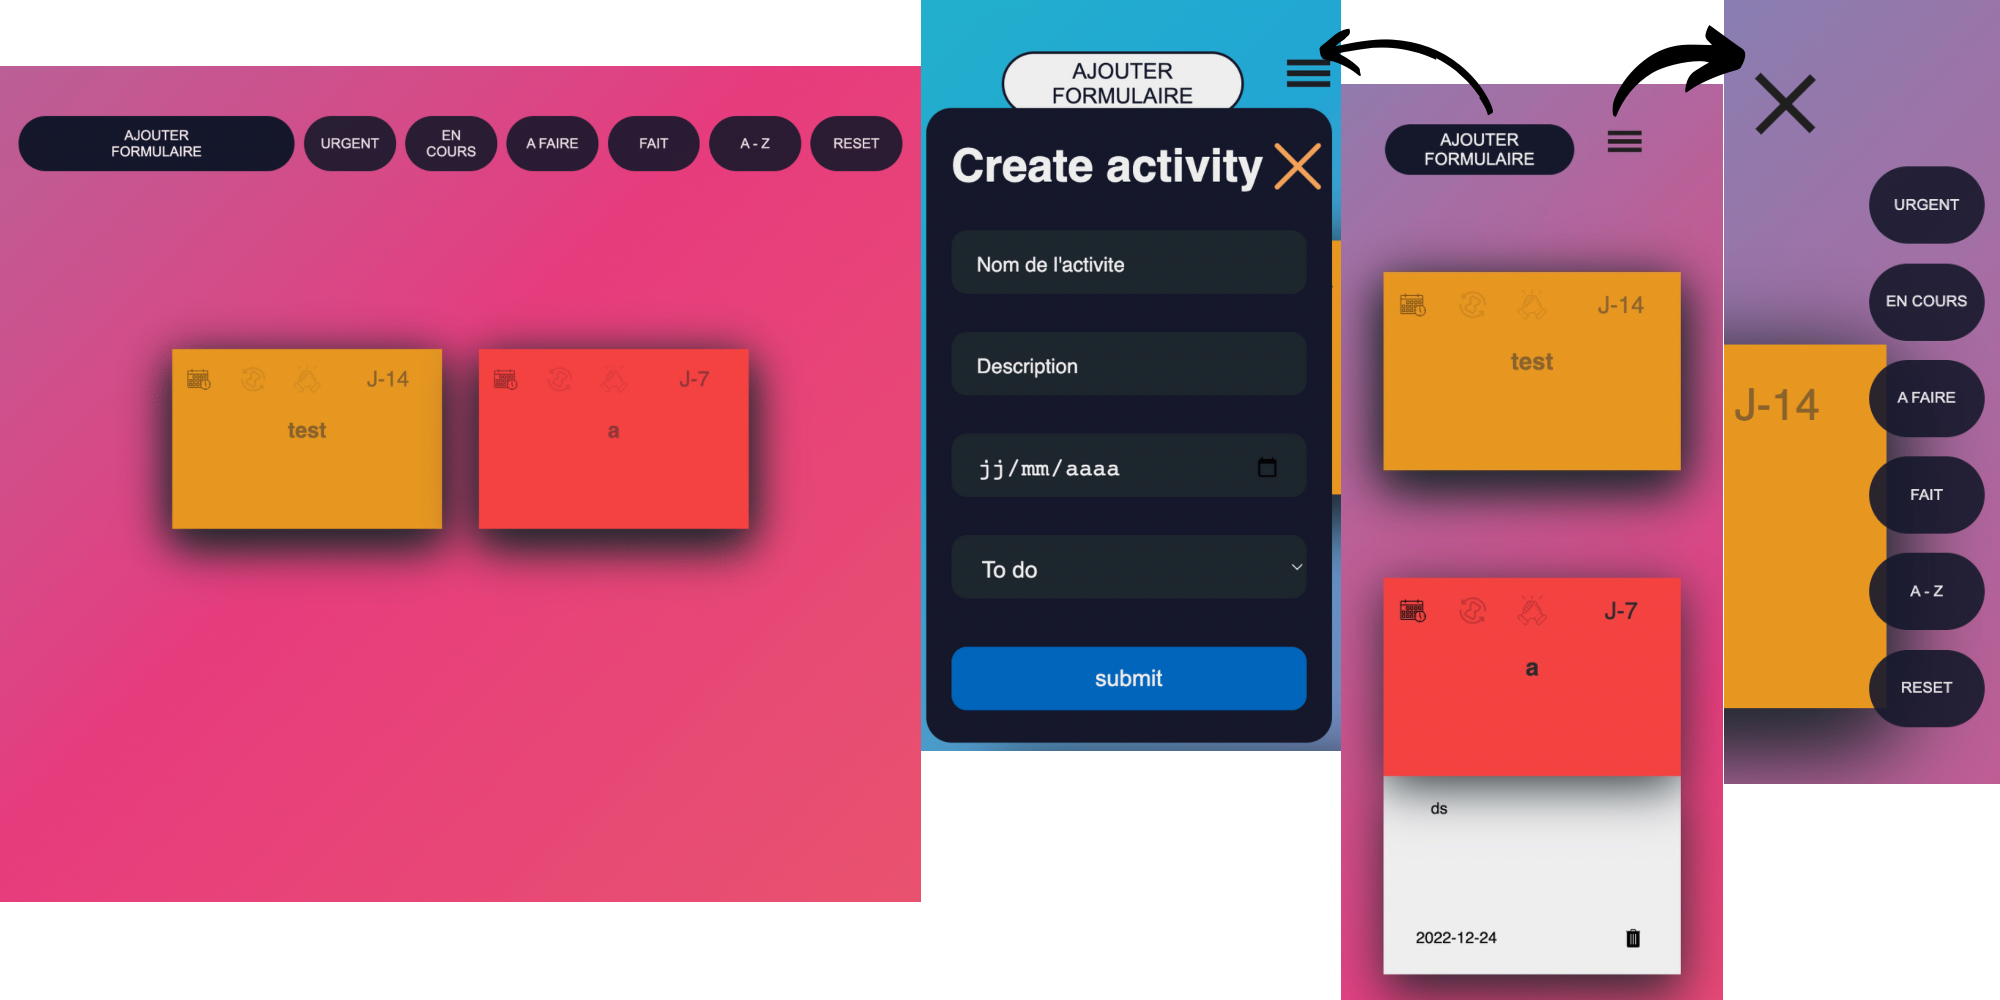 AJOUTER
FORMULAIRE
URGENT
EN
COURS
A FAIRE
FAIT
A - Z
RESET
J-14
test
J-7
a
AJOUTER
FORMULAIRE
Create activity
Nom de l'activite
Description
jj/mm/aaaa
To do
submit
AJOUTER
FORMULAIRE
J-14
test
J-7
a
ds
2022-12-24
URGENT
EN COURS
A FAIRE
J-14
FAIT
A - Z
RESET